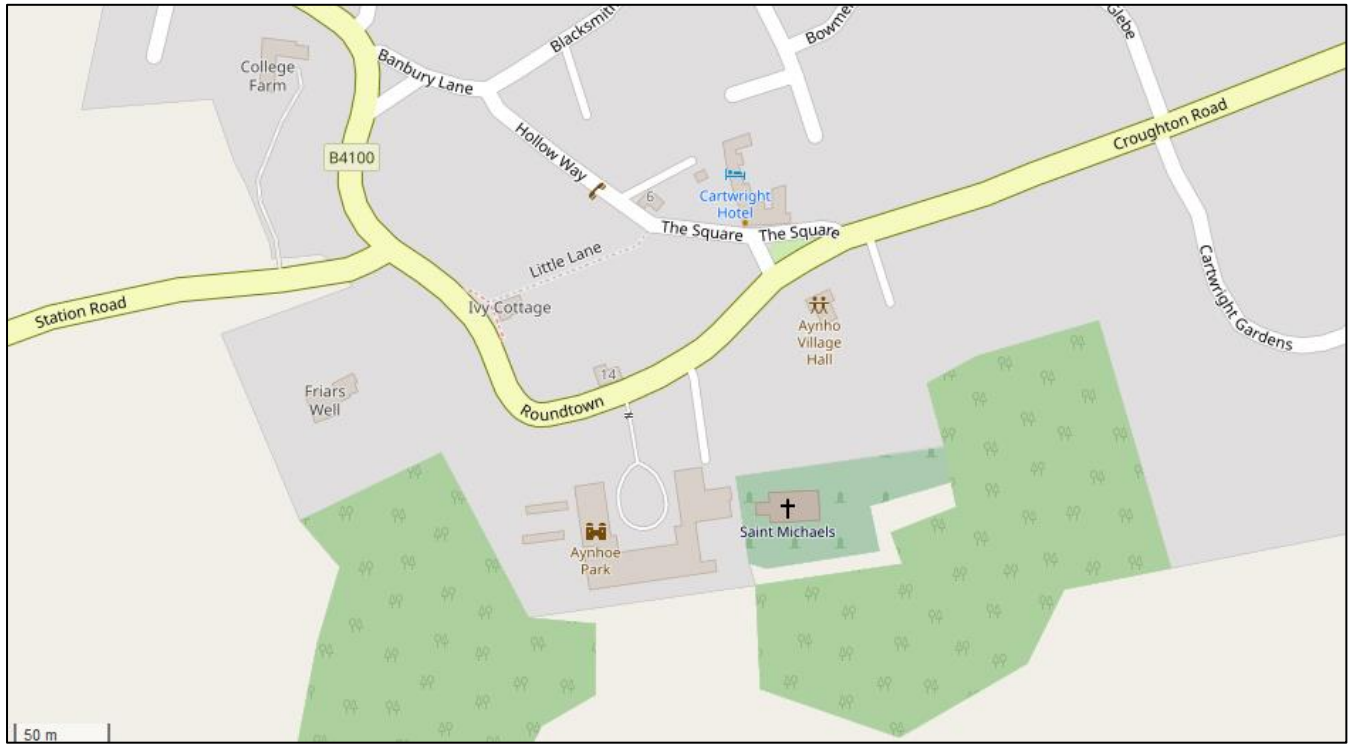 Glebe
Bowmer
Blacksmith
College
Farm
Banbury Lane
Croughton Road
Hollow Way
B4100
6
Cartwright
Hotel
The Square
The Square
Little Lane
Station Road
Ivy Cottage
Aynho
Village
Hall
Cartwright Gardens
14
Friars
Well
Roundtown
Saint Michaels
Aynhoe
Park
50 m